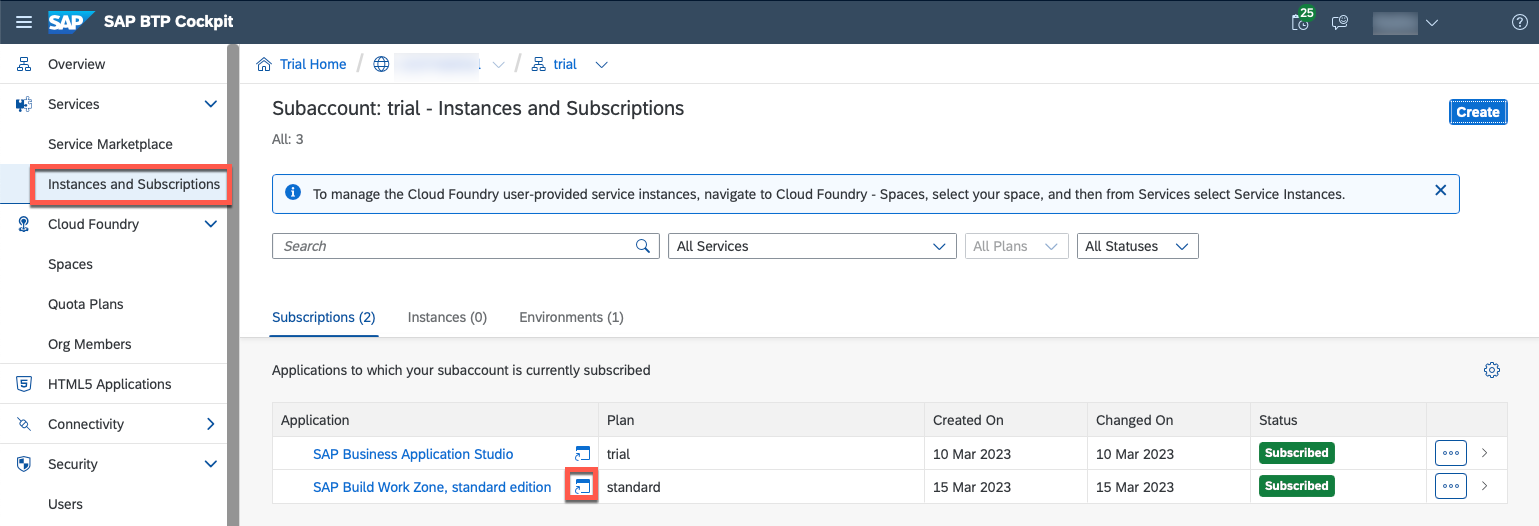 SAP SAP BTP Cockpit 25
Overview
Services
Service Marketplace
Instances and Subscriptions
Cloud Foundry
Spaces
Quota Plans
Org Members
HTML5 Applications
Connectivity
Security
Users
Trial Home / / trial
Subaccount: trial - Instances and Subscriptions
All: 3
Create
To manage the Cloud Foundry user-provided service instances, navigate to Cloud Foundry - Spaces, select your space, and then from Services select Service Instances.
Search All Services All Plans All Statuses
Subscriptions (2) Instances (0) Environments (1)
Applications to which your subaccount is currently subscribed
Application Plan Created On Changed On Status
SAP Business Application Studio trial 10 Mar 2023 10 Mar 2023 Subscribed
SAP Build Work Zone, standard edition standard 15 Mar 2023 15 Mar 2023 Subscribed